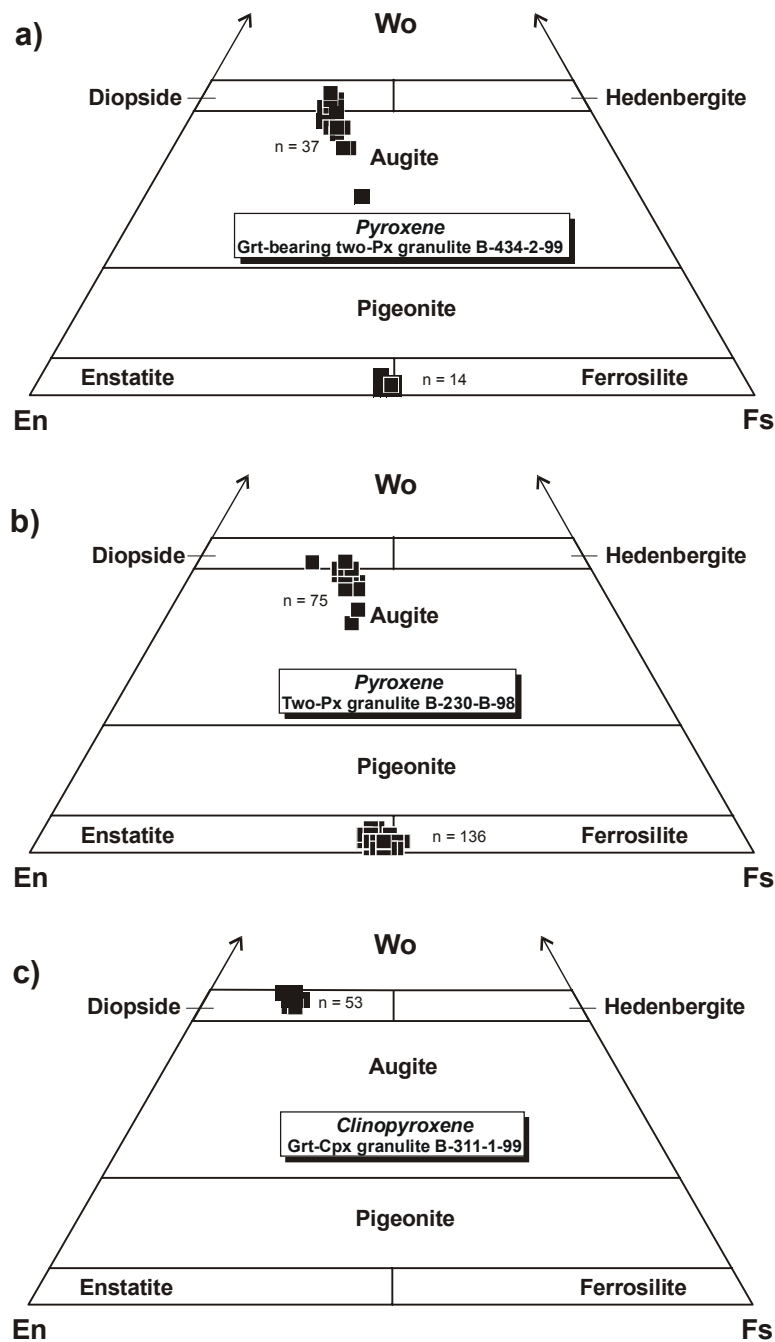 a)
Wo
Diopside
Hedenbergite
n = 37
Augite
Pyroxene
Grt-bearing two-Px granulite B-434-2-99
Pigeonite
Enstatite
n = 14
Ferrosilite
En
Fs
b)
Wo
Diopside
Hedenbergite
n = 75
Augite
Pyroxene
Two-Px granulite B-230-B-98
Pigeonite
Enstatite
n = 136
Ferrosilite
En
Fs
c)
Wo
Diopside
n = 53
Hedenbergite
Augite
Clinopyroxene
Grt-Cpx granulite B-311-1-99
Pigeonite
Enstatite
Ferrosilite
En
Fs